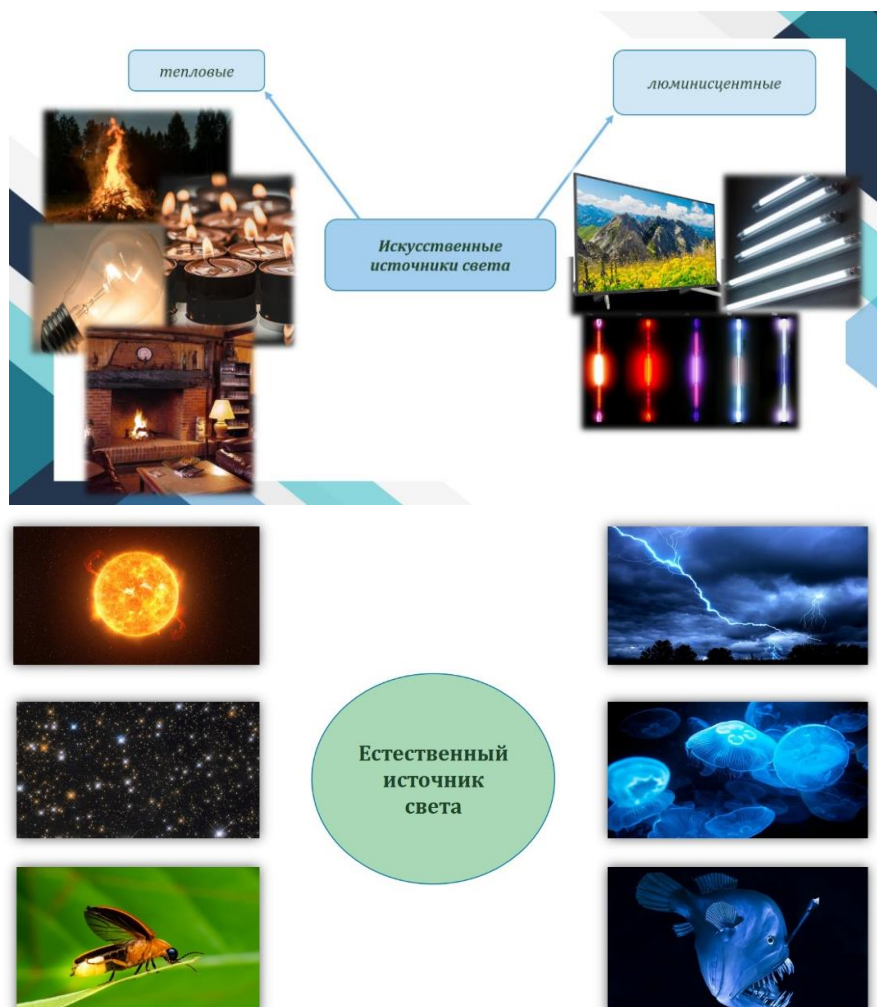 тепловые
люминисцентные
Искусственные
источники света
Естественный
источник
света